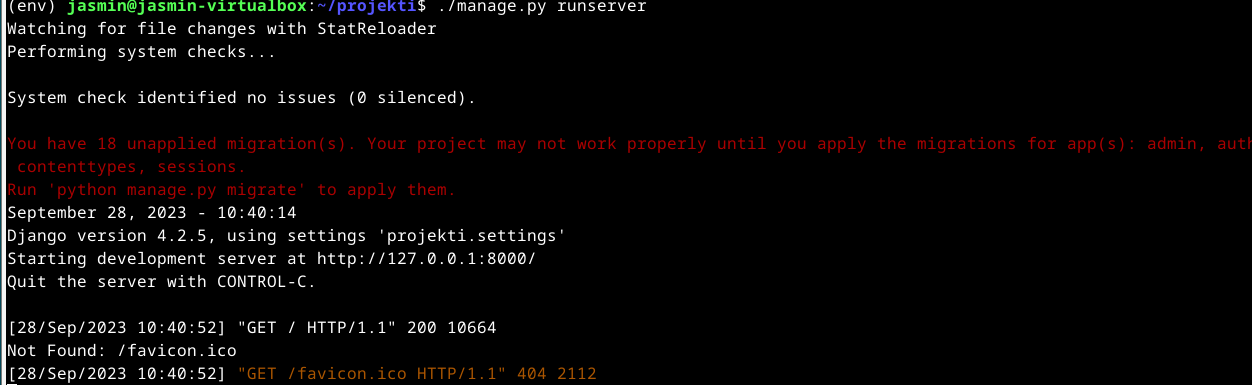 (env) jasmin@jasmin-virtualbox:~/projekti$ ./manage.py runserver
Watching for file changes with StatReloader
Performing system checks...
System check identified no issues (0 silenced).
You have 18 unapplied migration(s). Your project may not work properly until you apply the migrations for app(s): admin, auth
contenttypes, sessions.
Run 'python manage.py migrate' to apply them.
September 28, 2023 - 10:40:14
Django version 4.2.5, using settings 'projekti.settings'
Starting development server at http://127.0.0.1:8000/
Quit the server with CONTROL-C.
[28/Sep/2023 10:40:52] "GET / HTTP/1.1" 200 10664
Not Found: /favicon.ico
[28/Sep/2023 10:40:52] "GET /favicon.ico HTTP/1.1" 404 2112